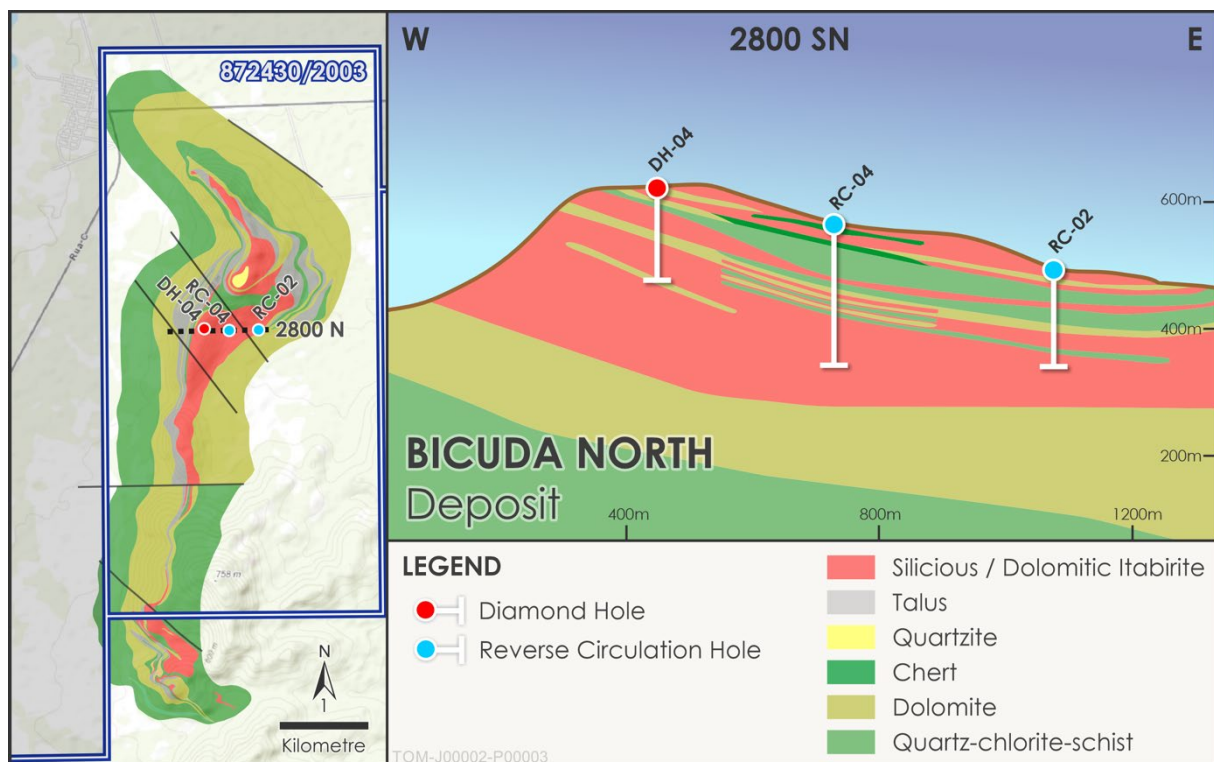 872430/2003
Rua C
DH-04
RC-04
RC-02
2800 N
758 m
N
1
Kilometre
W
2800 SN
E
DH-04
RC-04
RC-02
600m
400m
200m
BICUDA NORTH
Deposit
400m
800m
1200m
LEGEND
Diamond Hole
Reverse Circulation Hole
Silicious / Dolomitic Itabirite
Talus
Quartzite
Chert
Dolomite
Quartz-chlorite-schist
TOM-J00002-P00003